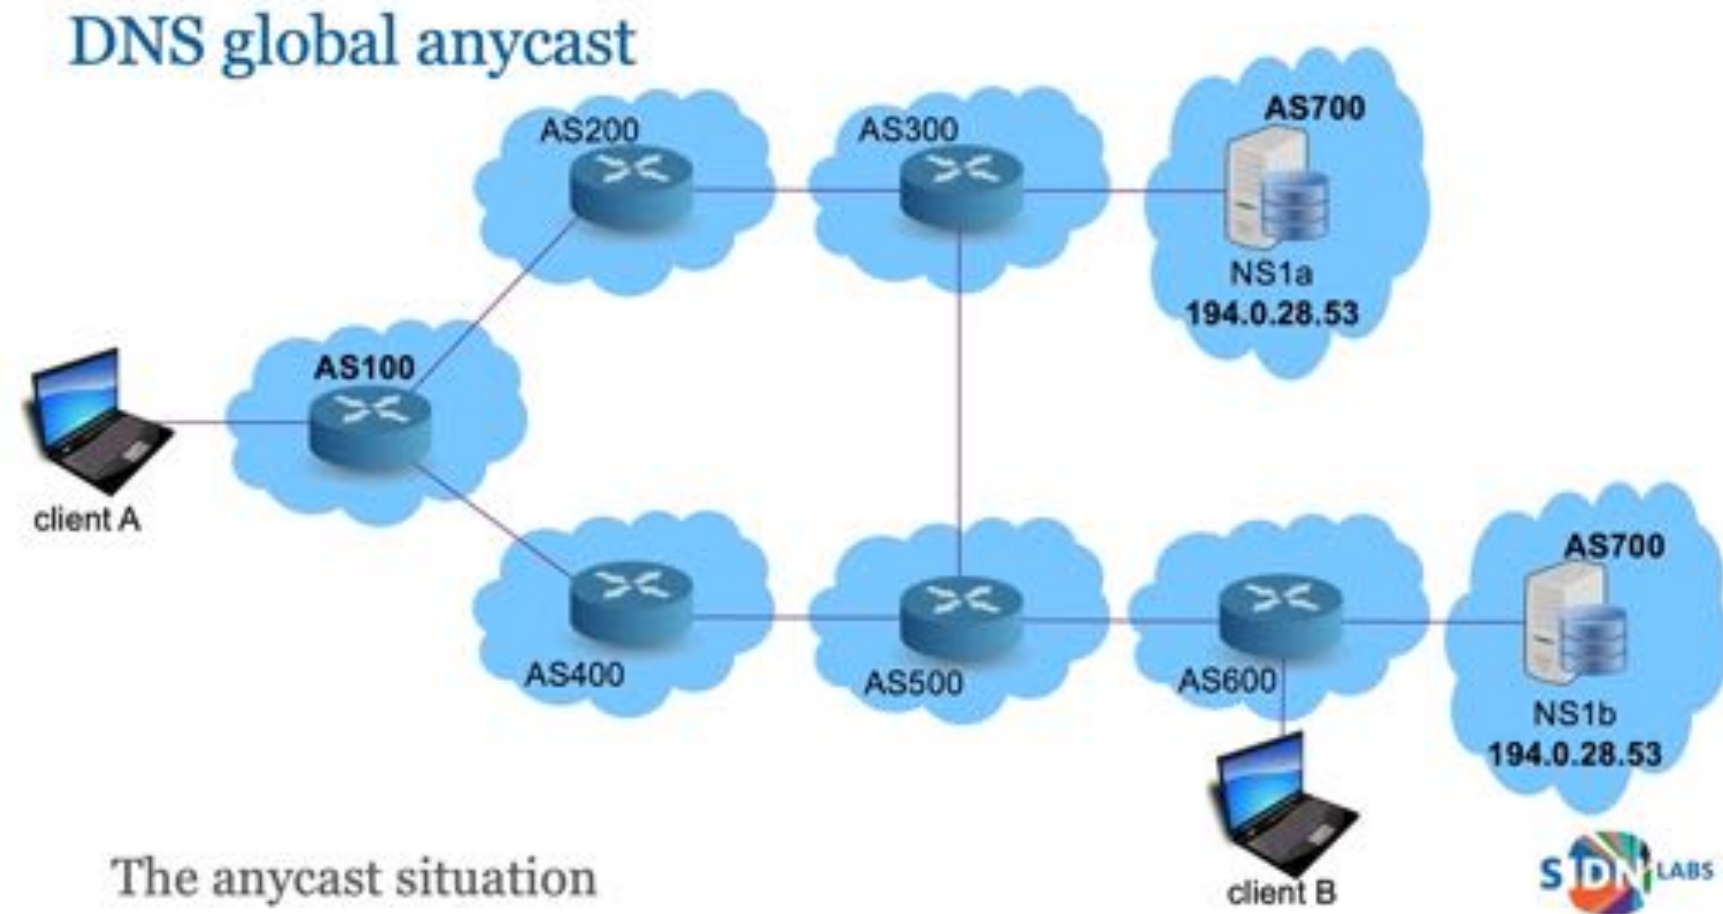 DNS global anycast
AS200
AS300
AS700
NS1a
194.0.28.53
AS100
client A
AS400
AS500
AS600
AS700
NS1b
194.0.28.53
client B
The anycast situation
SIDN LABS